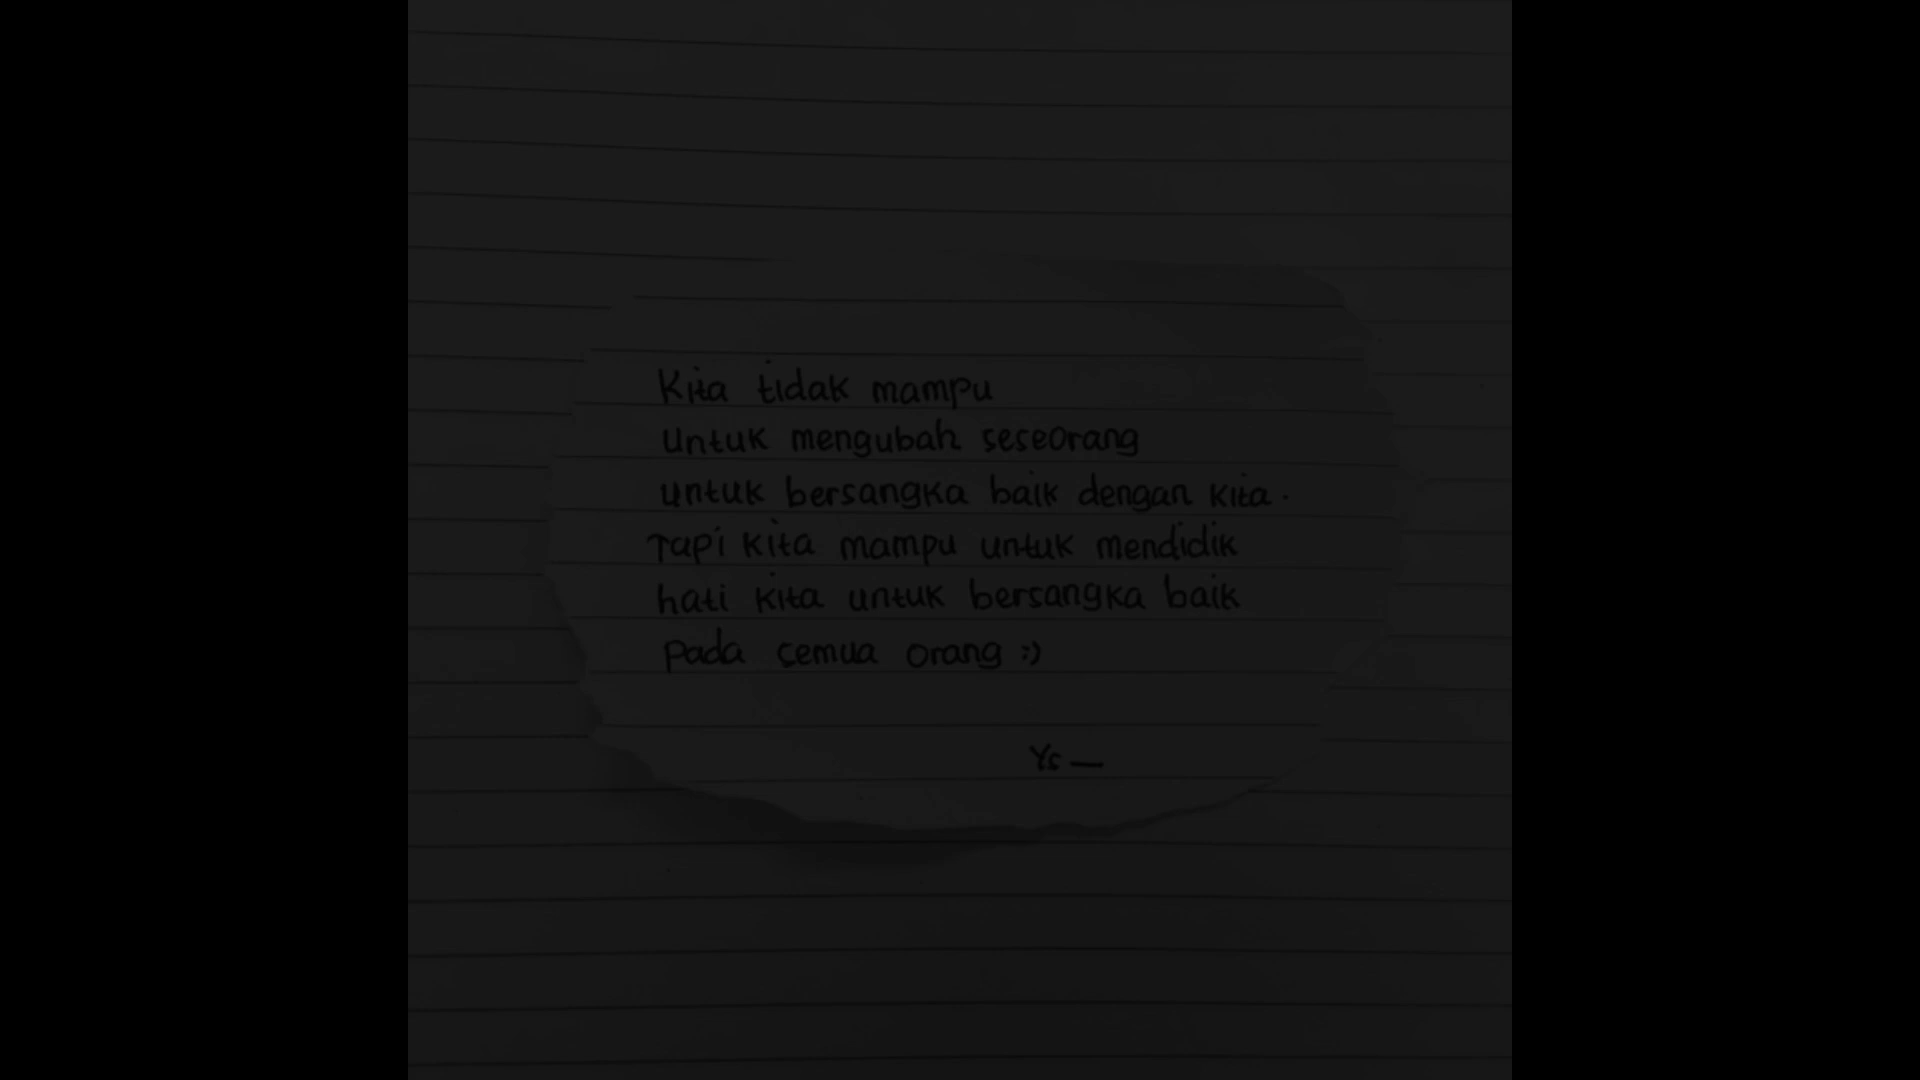 Kita tidak mampu
Untuk mengubah seseorang
untuk bersangka baik dengan kita.
Tapi kita mampu untuk mendidik
hati kita untuk bersangka baik
pada semua orang :)
Ys —